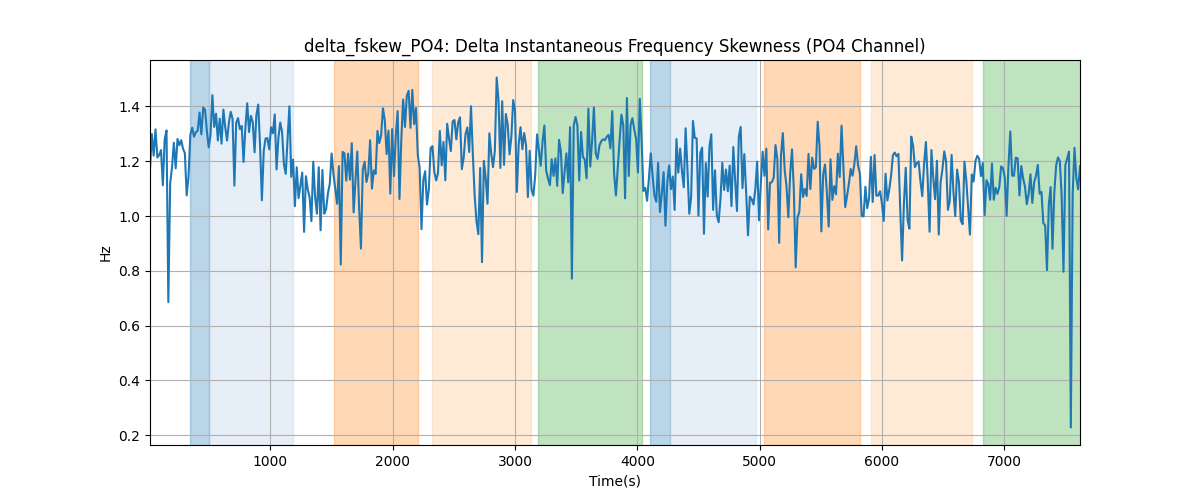 delta_fskew_PO4: Delta Instantaneous Frequency Skewness (PO4 Channel)
1.4
1.2
1.0
0.8
0.6
0.4
0.2
Hz
1000 2000 3000 4000 5000 6000 7000
Time(s)